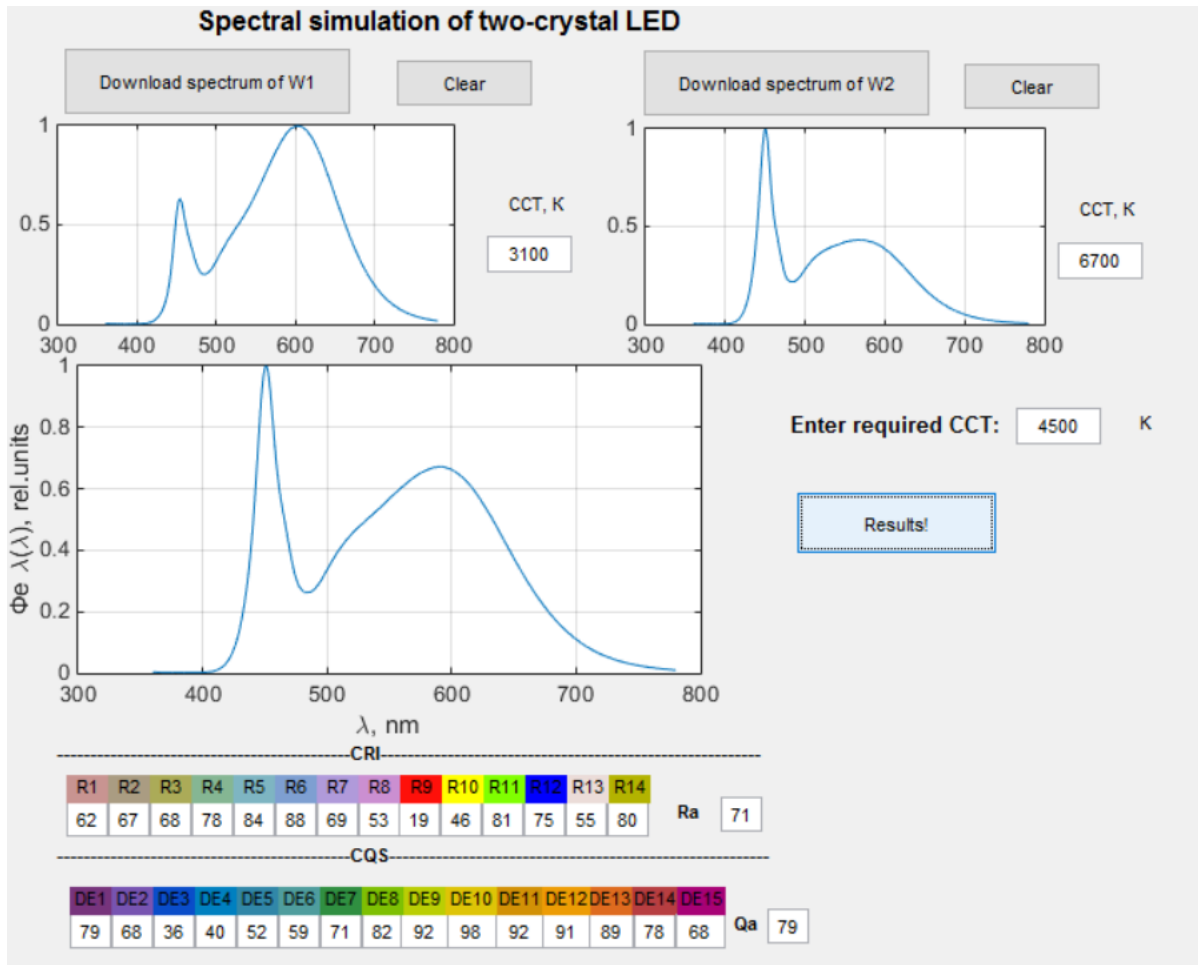 Spectral simulation of two-crystal LED
Download spectrum of W1
Clear
Download spectrum of W2
Clear
1
0.5
0
300 400 500 600 700 800
CCT, K
3100
1
0.5
0
300 400 500 600 700 800
CCT, K
6700
1
0.8
0.6
0.4
0.2
0
300 400 500 600 700 800
Φe λ(λ), rel.units
λ, nm
Enter required CCT: 4500 K
Results!
CRI
R1 R2 R3 R4 R5 R6 R7 R8 R9 R10 R11 R12 R13 R14
62 67 68 78 84 88 69 53 19 46 81 75 55 80
Ra 71
CQS
DE1 DE2 DE3 DE4 DE5 DE6 DE7 DE8 DE9 DE10 DE11 DE12 DE13 DE14 DE15
79 68 36 40 52 59 71 82 92 98 92 91 89 78 68
Qa 79